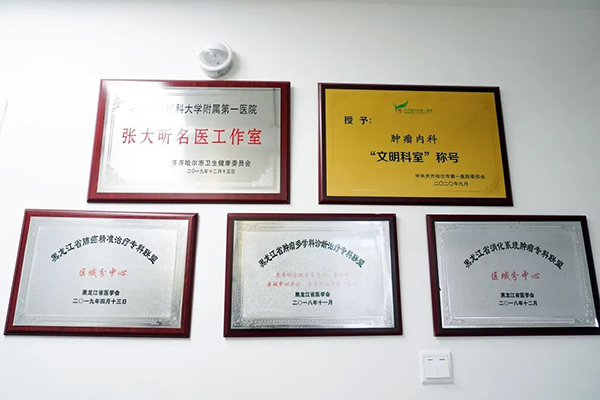 医科大学附属第一医院
张大昕名医工作室
齐齐哈尔市卫生健康委员会
二〇一九年十二月十五日
授予：
肿瘤内科
“文明科室”称号
中共齐齐哈尔市第一医院委员会
二〇二〇年九月
黑龙江省肺癌精准治疗专科联盟
区域分中心
黑龙江省医学会
二〇一九年四月十三日
黑龙江省肿瘤多学科诊断治疗专科联盟
区域中心
黑龙江省医学会
二〇一八年十一月
黑龙江省消化系统肿瘤专科联盟
区域分中心
黑龙江省医学会
二〇一八年十二月